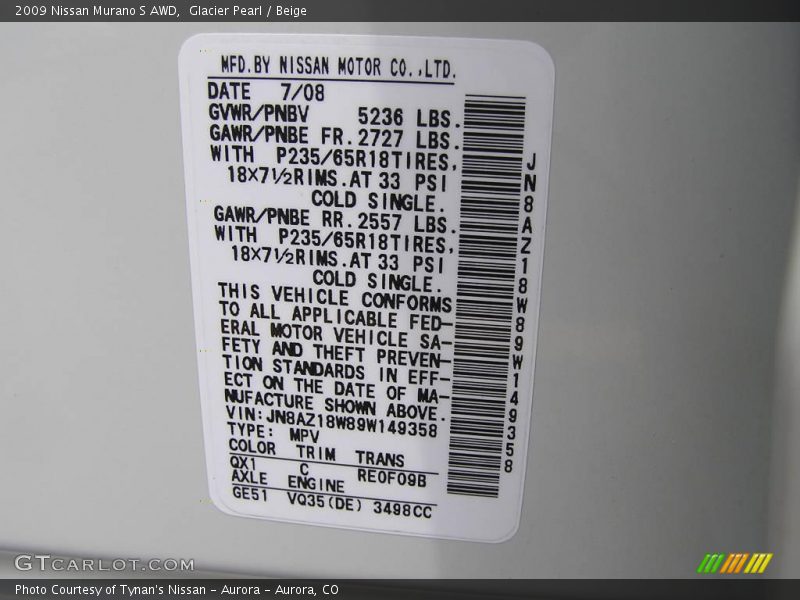 2009 Nissan Murano S AWD,  Glacier Pearl / Beige
MFD.BY NISSAN MOTOR CO.,LTD.
DATE 7/08
GVWR/PNBV 5236 LBS.
GAWR/PNBE FR. 2727 LBS.
WITH P235/65R18TIRES,
18×7½RIMS.AT 33 PSI
COLD SINGLE.
GAWR/PNBE RR. 2557 LBS.
WITH P235/65R18TIRES,
18×7½RIMS.AT 33 PSI
COLD SINGLE.
THIS VEHICLE CONFORMS
TO ALL APPLICABLE FED-
ERAL MOTOR VEHICLE SA-
FETY AND THEFT PREVEN-
TION STANDARDS IN EFF-
ECT ON THE DATE OF MA-
NUFACTURE SHOWN ABOVE.
VIN:JN8AZ18W89W149358
TYPE: MPV
COLOR TRIM TRANS
QX1 C RE0F09B
AXLE ENGINE
GE51 VQ35(DE) 3498CC
JN8AZ18W89W149358
GTCARLOT.COM
Photo Courtesy of Tynan's Nissan - Aurora - Aurora, CO